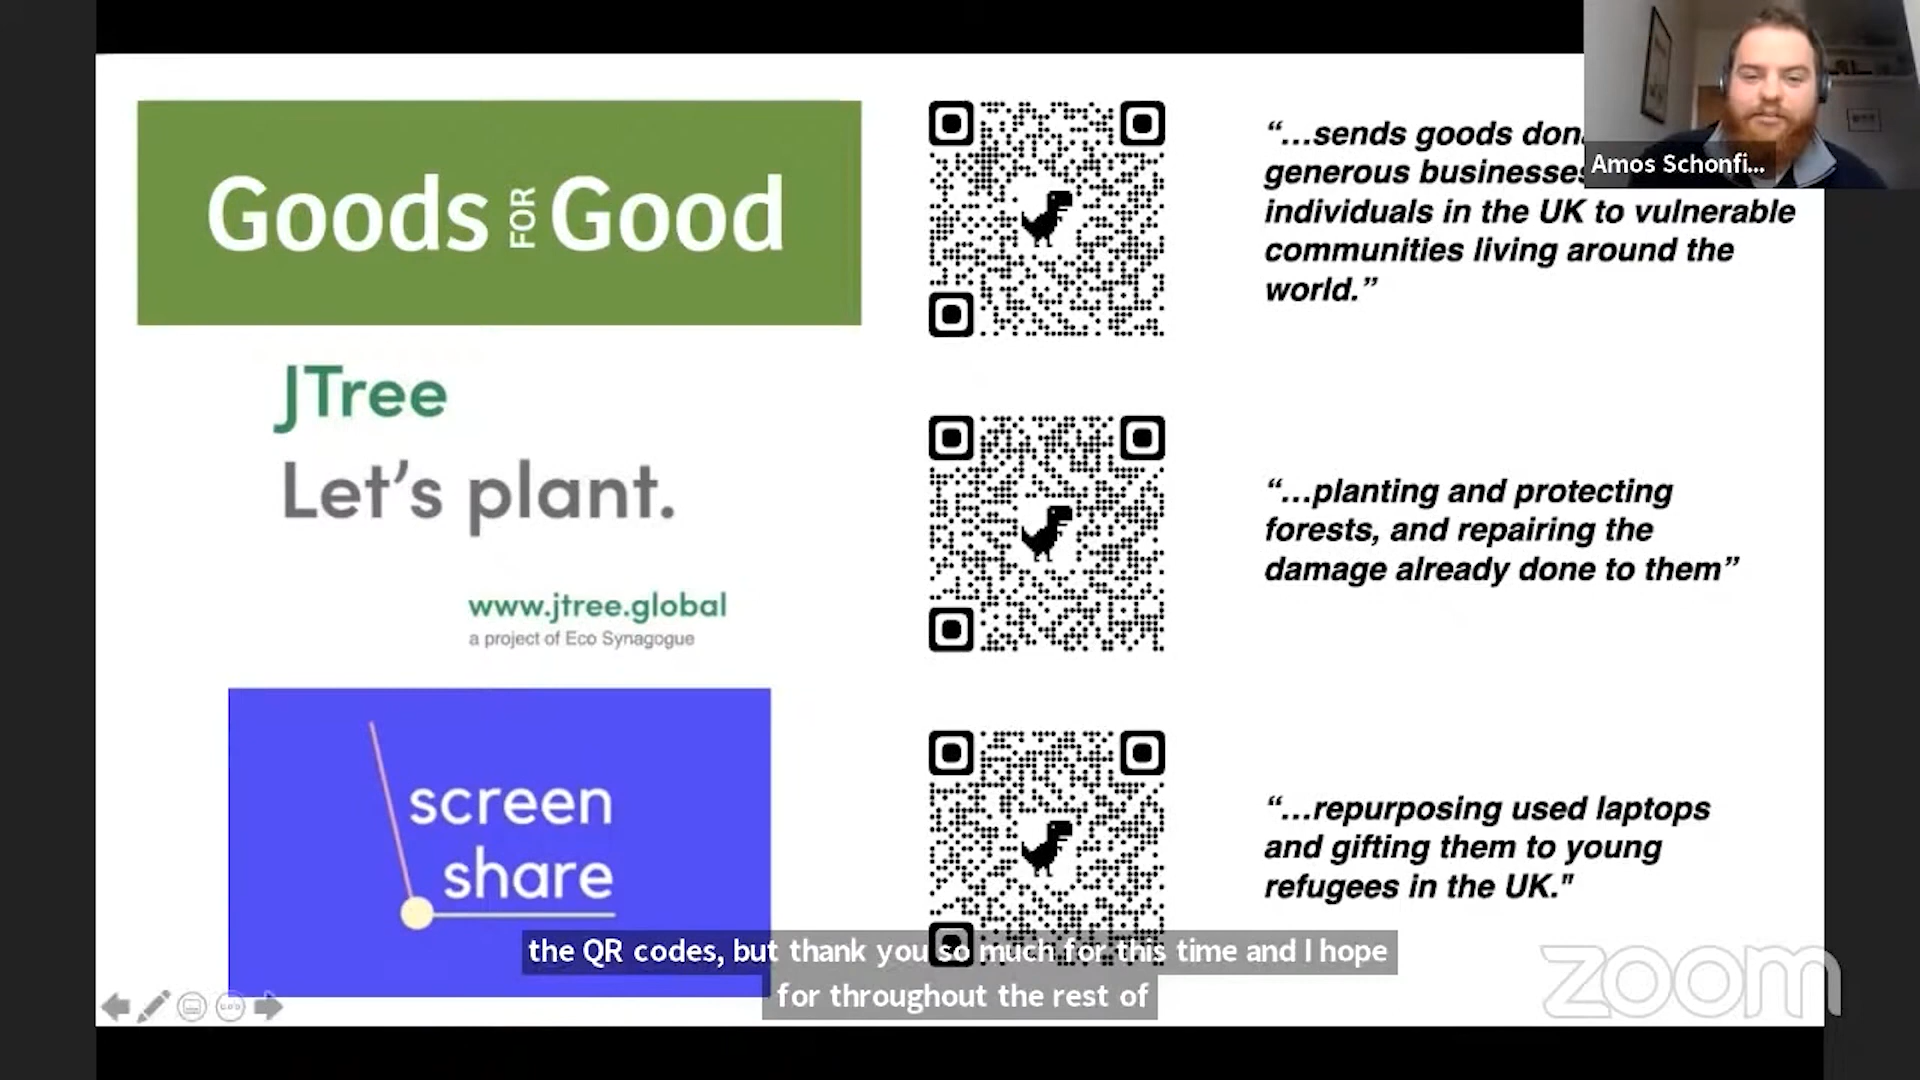 Goods FOR Good
“...sends goods
generous businesses
individuals in the UK to vulnerable
communities living around the
world.”
Amos Schonfi...
JTree
Let's plant.
www.jtree.global
a project of Eco Synagogue
“...planting and protecting
forests, and repairing the
damage already done to them”
screen
share
“...repurposing used laptops
and gifting them to young
refugees in the UK."
the QR codes, but thank you so much for this time and I hope
for throughout the rest of
zoom